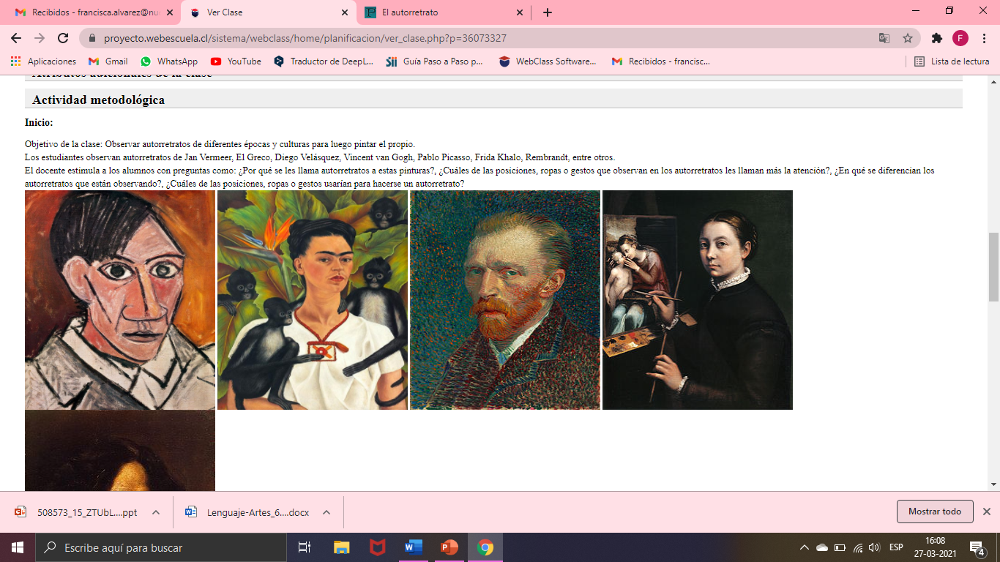 Recibidos - francisca.alvarez@nu
Ver Clase
El autorretrato
proyecto.webescuela.cl/sistema/webclass/home/planificacion/ver_clase.php?p=36073327
F
Aplicaciones
Gmail
WhatsApp
YouTube
Traductor de DeepL...
Sii
Guía Paso a Paso p...
WebClass Software...
Recibidos - francisc...
Lista de lectura
Atributos adicionales de la clase
Actividad metodológica
Inicio:
Objetivo de la clase: Observar autorretratos de diferentes épocas y culturas para luego pintar el propio.
Los estudiantes observan autorretratos de Jan Vermeer, El Greco, Diego Velásquez, Vincent van Gogh, Pablo Picasso, Frida Khalo, Rembrandt, entre otros.
El docente estimula a los alumnos con preguntas como: ¿Por qué se les llama autorretratos a estas pinturas?, ¿Cuáles de las posiciones, ropas o gestos que observan en los autorretratos les llaman más la atención?, ¿En qué se diferencian los
autorretratos que están observando?, ¿Cuáles de las posiciones, ropas o gestos usarían para hacerse un autorretrato?
508573_15_ZTUbL....ppt
Lenguaje-Artes_6....docx
Mostrar todo
Escribe aquí para buscar
ESP
16:08
27-03-2021
4